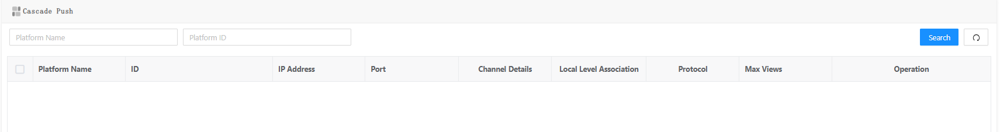 Cascade Push
Platform Name Platform ID Search
Platform Name ID IP Address Port Channel Details Local Level Association Protocol Max Views Operation